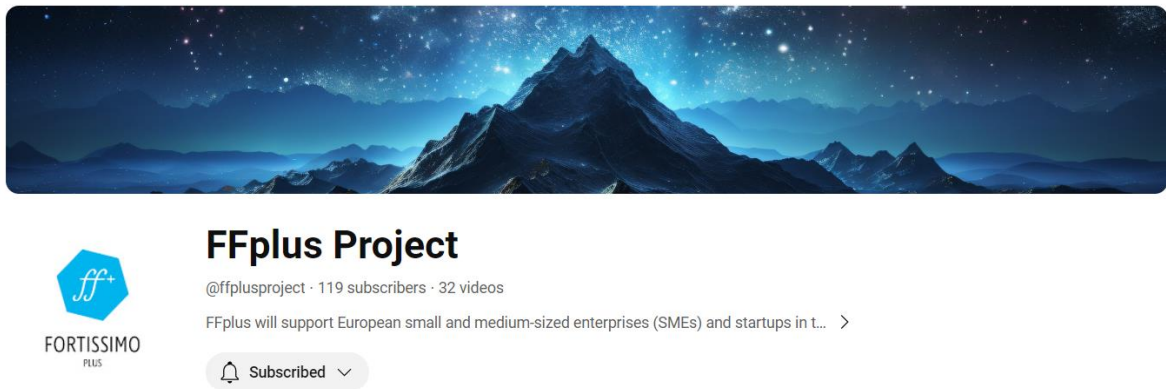 ff+
FORTISSIMO
PLUS
FFplus Project
@ffplusproject · 119 subscribers · 32 videos
FFplus will support European small and medium-sized enterprises (SMEs) and startups in t...
Subscribed